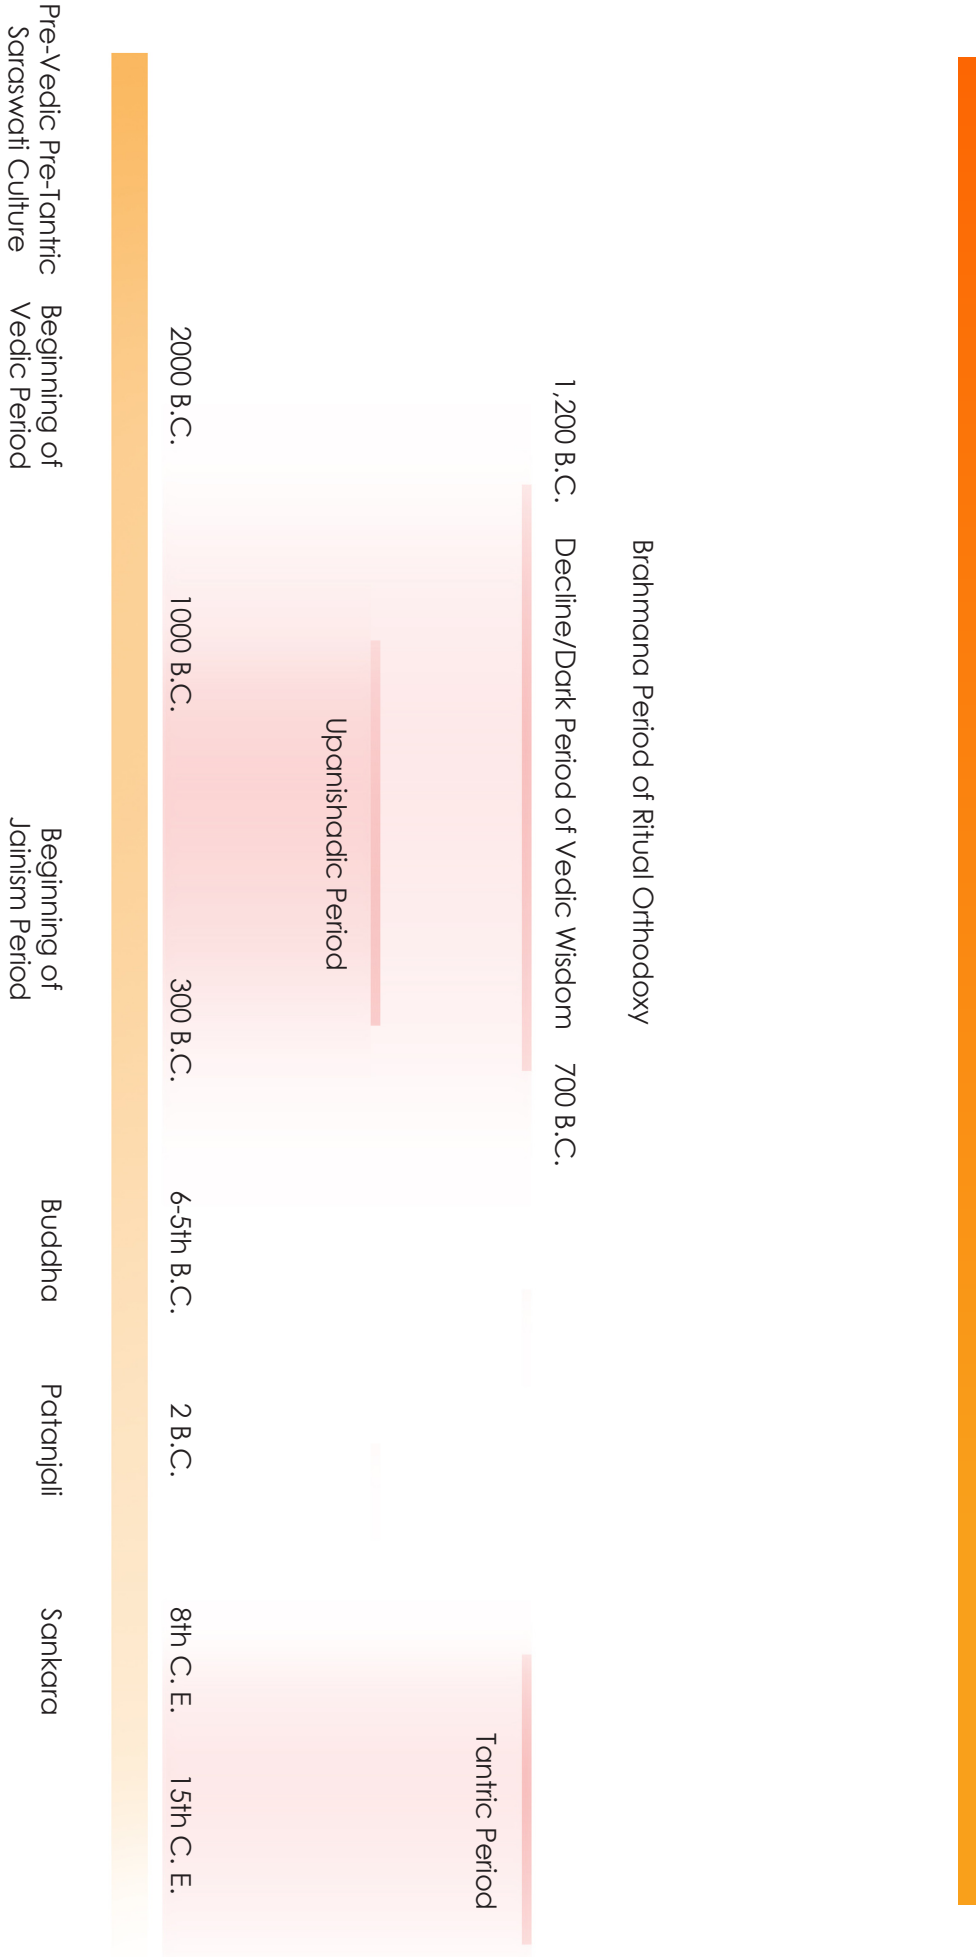 Brahmana Period of Ritual Orthodoxy
1,200 B.C.
Decline/Dark Period of Vedic Wisdom
700 B.C.
Tantric Period
Upanishadic Period
2000 B.C.
1000 B.C.
300 B.C.
6-5th B.C.
2 B.C.
8th C. E.
15th C. E.
Pre-Vedic Pre-Tantric
Saraswati Culture
Beginning of
Vedic Period
Beginning of
Jainism Period
Buddha
Patanjali
Sankara